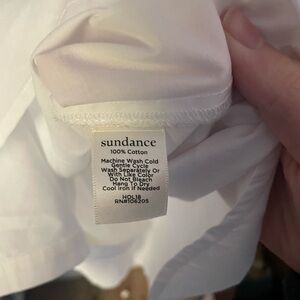 sundance
100% Cotton
Machine Wash Cold
Gentle Cycle
Wash Separately Or
With Like Color
Do Not Bleach
Hang To Dry
Cool Iron If Needed
HOL18
RN#106205